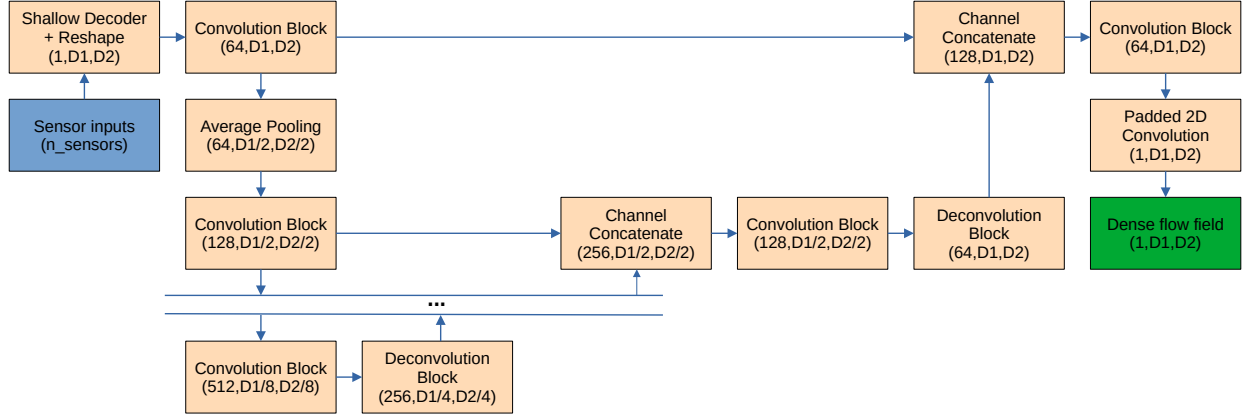 Shallow Decoder
+ Reshape
(1,D1,D2)
Convolution Block
(64,D1,D2)
Channel
Concatenate
(128,D1,D2)
Convolution Block
(64,D1,D2)
Sensor inputs
(n_sensors)
Average Pooling
(64,D1/2,D2/2)
Padded 2D
Convolution
(1,D1,D2)
Convolution Block
(128,D1/2,D2/2)
Channel
Concatenate
(256,D1/2,D2/2)
Convolution Block
(128,D1/2,D2/2)
Deconvolution
Block
(64,D1,D2)
Dense flow field
(1,D1,D2)
...
Convolution Block
(512,D1/8,D2/8)
Deconvolution
Block
(256,D1/4,D2/4)